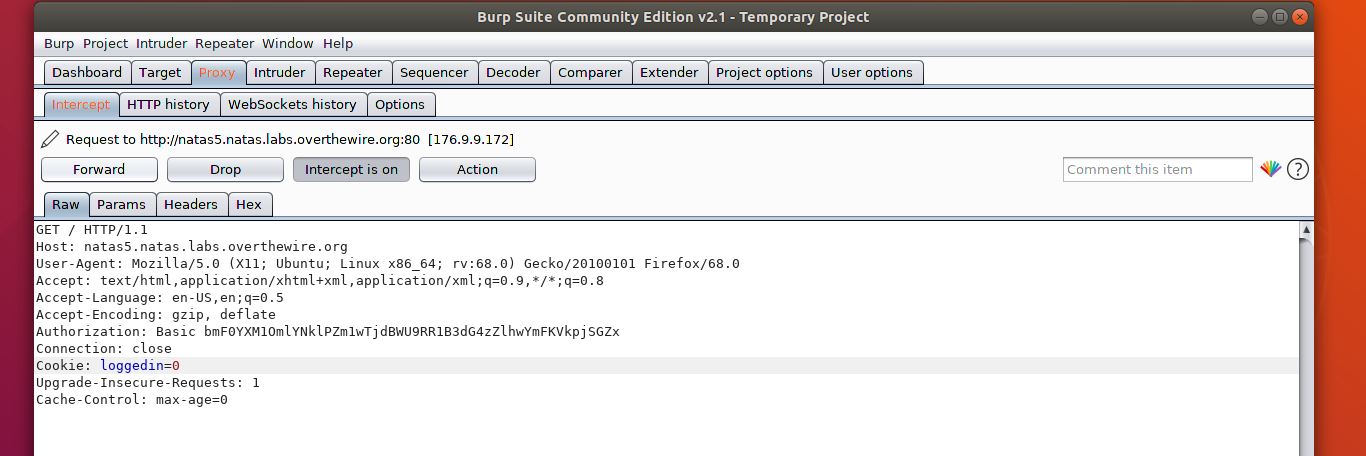 Burp Suite Community Edition v2.1 - Temporary Project
Burp Project Intruder Repeater Window Help
Dashboard Target Proxy Intruder Repeater Sequencer Decoder Comparer Extender Project options User options
Intercept HTTP history WebSockets history Options
Request to http://natas5.natas.labs.overthewire.org:80 [176.9.9.172]
Forward Drop Intercept is on Action Comment this item ?
Raw Params Headers Hex
GET / HTTP/1.1
Host: natas5.natas.labs.overthewire.org
User-Agent: Mozilla/5.0 (X11; Ubuntu; Linux x86_64; rv:68.0) Gecko/20100101 Firefox/68.0
Accept: text/html,application/xhtml+xml,application/xml;q=0.9,*/*;q=0.8
Accept-Language: en-US,en;q=0.5
Accept-Encoding: gzip, deflate
Authorization: Basic bmF0YXM1OmlYNklPZm1wTjdBWU9RR1B3dG4zZlhwYmFKVkpjSGZx
Connection: close
Cookie: loggedin=0
Upgrade-Insecure-Requests: 1
Cache-Control: max-age=0